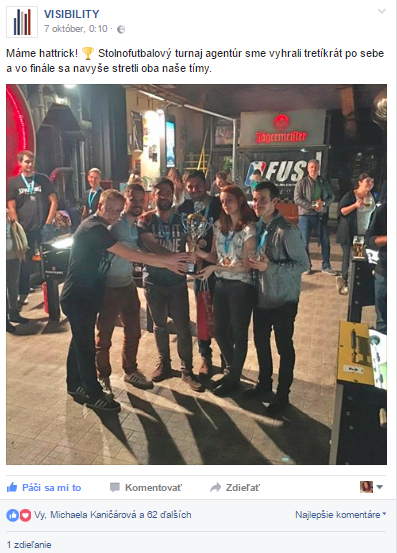 VISIBILITY
7 október, 0:10 ·
Máme hattrick! 🏆 Stolnofutbalový turnaj agentúr sme vyhrali tretíkrát po sebe
a vo finále sa navyše stretli oba naše tímy.
Jägermeister
FUS
Páči sa mi to
Komentovať
Zdieľať
Vy, Michaela Kaničárová a 62 ďalších
Najlepšie komentáre
1 zdieľanie